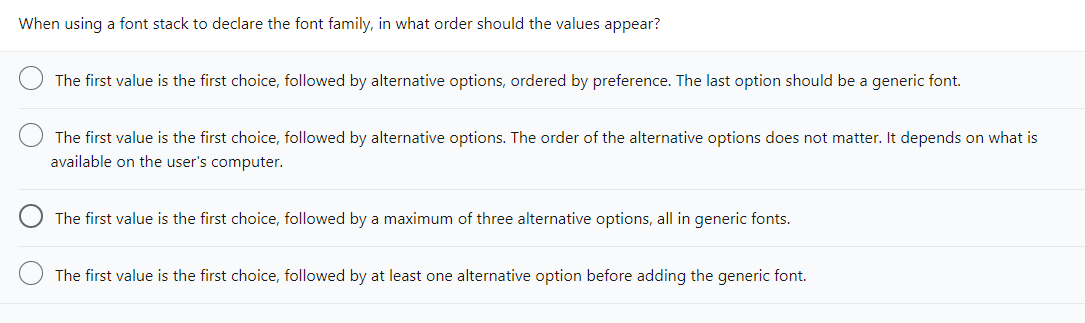 When using a font stack to declare the font family, in what order should the values appear?
The first value is the first choice, followed by alternative options, ordered by preference. The last option should be a generic font.
The first value is the first choice, followed by alternative options. The order of the alternative options does not matter. It depends on what is
available on the user's computer.
The first value is the first choice, followed by a maximum of three alternative options, all in generic fonts.
The first value is the first choice, followed by at least one alternative option before adding the generic font.